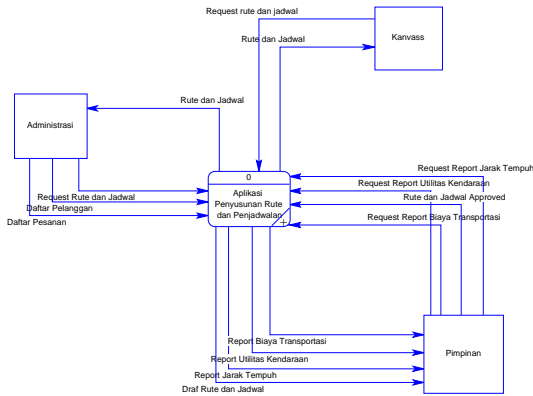 Request rute dan jadwal
Kanvass
Rute dan Jadwal
Rute dan Jadwal
Administrasi
Request Report Jarak Tempuh
0
Request Report Utilitas Kendaraan
Aplikasi
Request Rute dan Jadwal
Penyusunan Rute
Rute dan Jadwal Approved
Daftar Pelanggan
dan Penjadwalan
Request Report Biaya Transportasi
Daftar Pesanan
+
Report Biaya Transportasi
Pimpinan
Report Utilitas Kendaraan
Report Jarak Tempuh
Draf Rute dan Jadwal